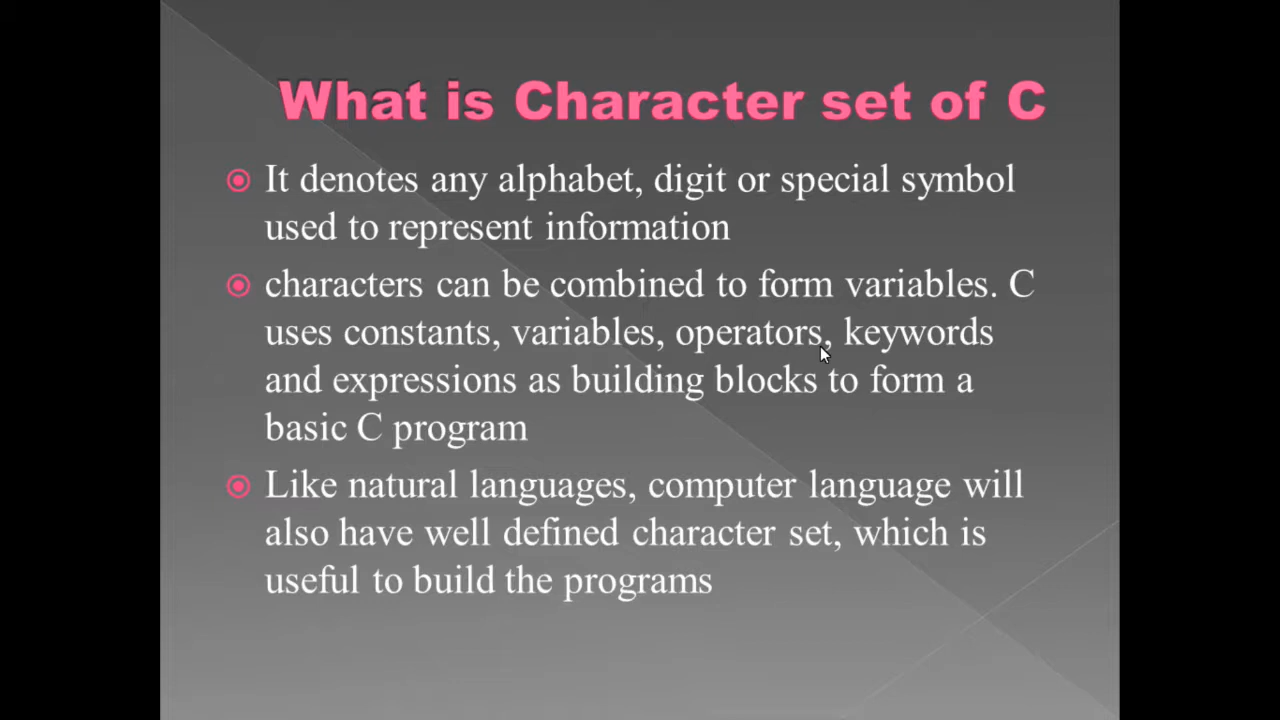 What is Character set of C
It denotes any alphabet, digit or special symbol
used to represent information
characters can be combined to form variables. C
uses constants, variables, operators, keywords
and expressions as building blocks to form a
basic C program
Like natural languages, computer language will
also have well defined character set, which is
useful to build the programs